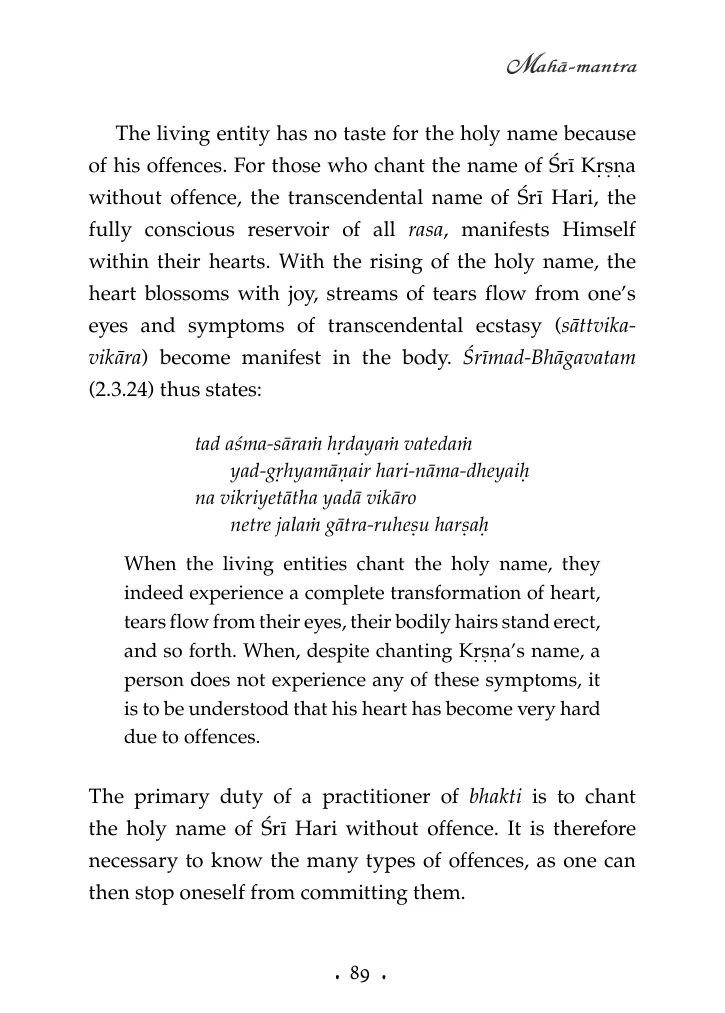 Mahā-mantra
The living entity has no taste for the holy name because
of his offences. For those who chant the name of Śrī Kṛṣṇa
without offence, the transcendental name of Śrī Hari, the
fully conscious reservoir of all rasa, manifests Himself
within their hearts. With the rising of the holy name, the
heart blossoms with joy, streams of tears flow from one’s
eyes and symptoms of transcendental ecstasy (sāttvika-
vikāra) become manifest in the body. Śrīmad-Bhāgavatam
(2.3.24) thus states:
tad aśma-sāraṁ hṛdayaṁ vatedaṁ
yad-gṛhyamāṇair hari-nāma-dheyaiḥ
na vikriyetātha yadā vikāro
netre jalaṁ gātra-ruheṣu harṣaḥ
When the living entities chant the holy name, they
indeed experience a complete transformation of heart,
tears flow from their eyes, their bodily hairs stand erect,
and so forth. When, despite chanting Kṛṣṇa’s name, a
person does not experience any of these symptoms, it
is to be understood that his heart has become very hard
due to offences.
The primary duty of a practitioner of bhakti is to chant
the holy name of Śrī Hari without offence. It is therefore
necessary to know the many types of offences, as one can
then stop oneself from committing them.
• 89 •